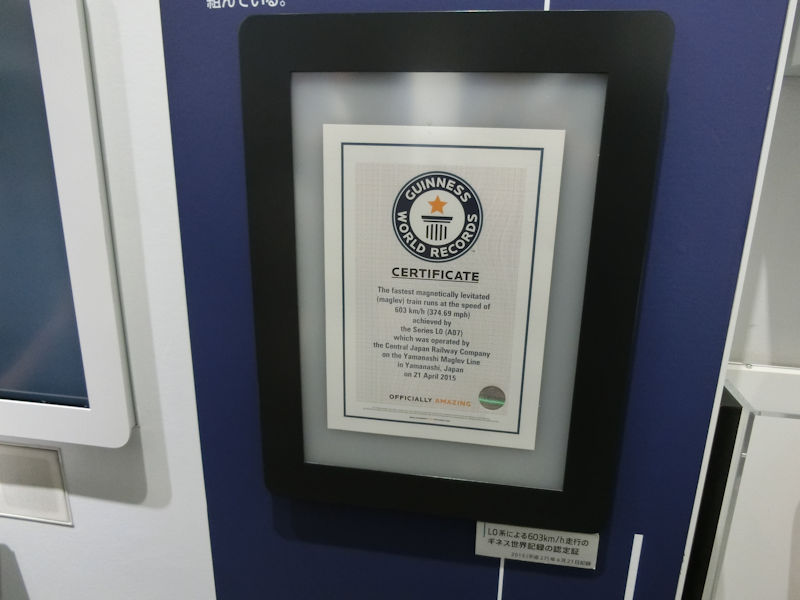 組んでいる。
GUINNESS
WORLD RECORDS
CERTIFICATE
The fastest magnetically levitated
(maglev) train runs at the speed of
603 km/h (374.69 mph)
achieved by
the Series L0 (A07)
which was operated by
the Central Japan Railway Company
on the Yamanashi Maglev Line
in Yamanashi, Japan
on 21 April 2015
OFFICIALLY AMAZING
L0系による603km/h走行の
ギネス世界記録の認定証